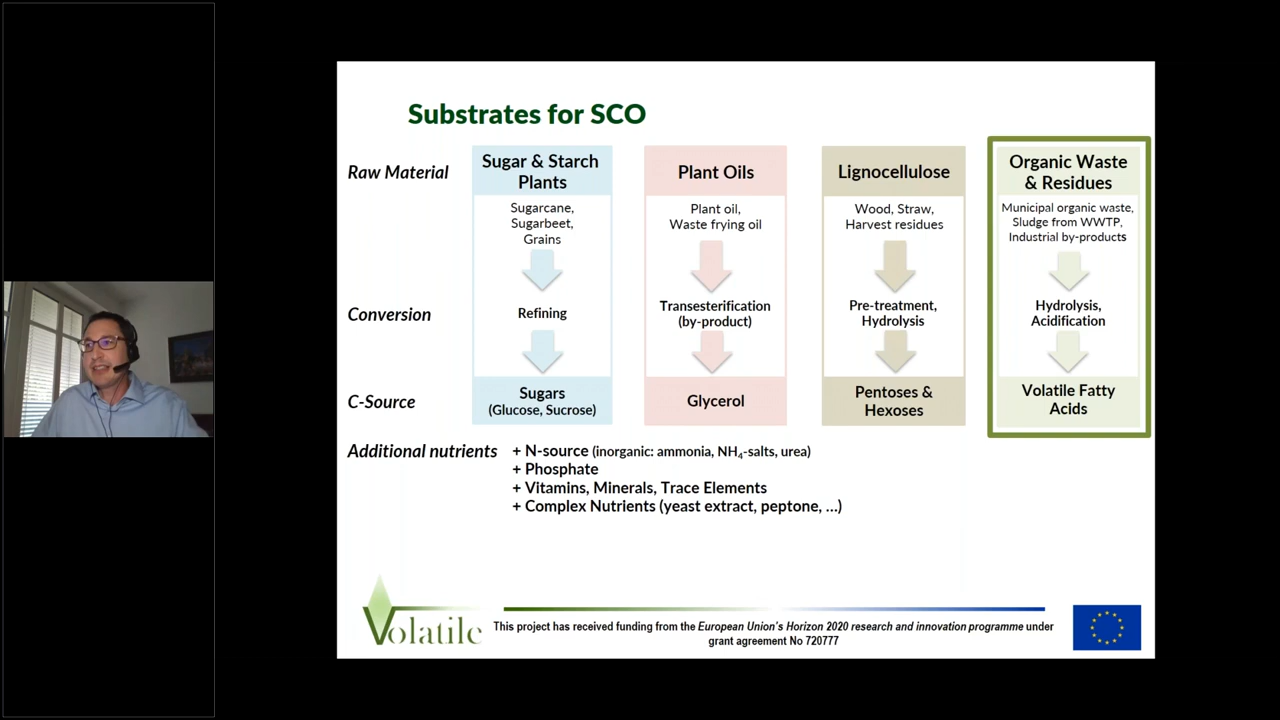 Substrates for SCO
Raw Material
Sugar & Starch
Plants
Plant Oils
Lignocellulose
Organic Waste
& Residues
Sugarcane,
Sugarbeet,
Grains
Plant oil,
Waste frying oil
Wood, Straw,
Harvest residues
Municipal organic waste,
Sludge from WWTP,
Industrial by-products
Conversion
Refining
Transesterification
(by-product)
Pre-treatment,
Hydrolysis
Hydrolysis,
Acidification
C-Source
Sugars
(Glucose, Sucrose)
Glycerol
Pentoses &
Hexoses
Volatile Fatty
Acids
Additional nutrients
+ N-source (inorganic: ammonia, NH₄-salts, urea)
+ Phosphate
+ Vitamins, Minerals, Trace Elements
+ Complex Nutrients (yeast extract, peptone, ...)
Volatile
This project has received funding from the European Union's Horizon 2020 research and innovation programme under
grant agreement No 720777